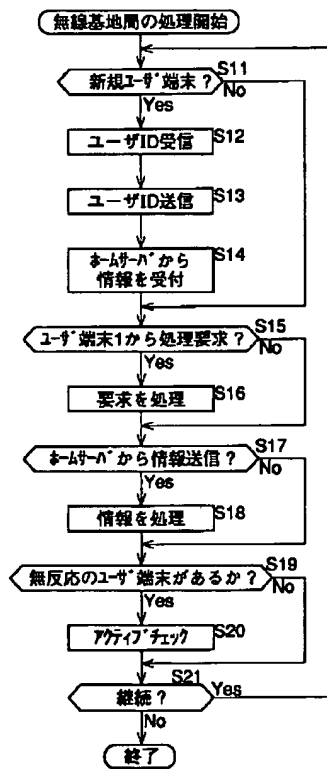 無線基地局の処理開始
S11
新規ユーザ端末？
No
Yes
S12
ユーザID受信
S13
ユーザID送信
S14
ホームサーバから
情報を受付
S15
ユーザ端末1から処理要求？
No
Yes
S16
要求を処理
S17
ホームサーバから情報送信？
No
Yes
S18
情報を処理
S19
無反応のユーザ端末があるか？
No
Yes
S20
アクティブチェック
S21
継続？
Yes
No
終了